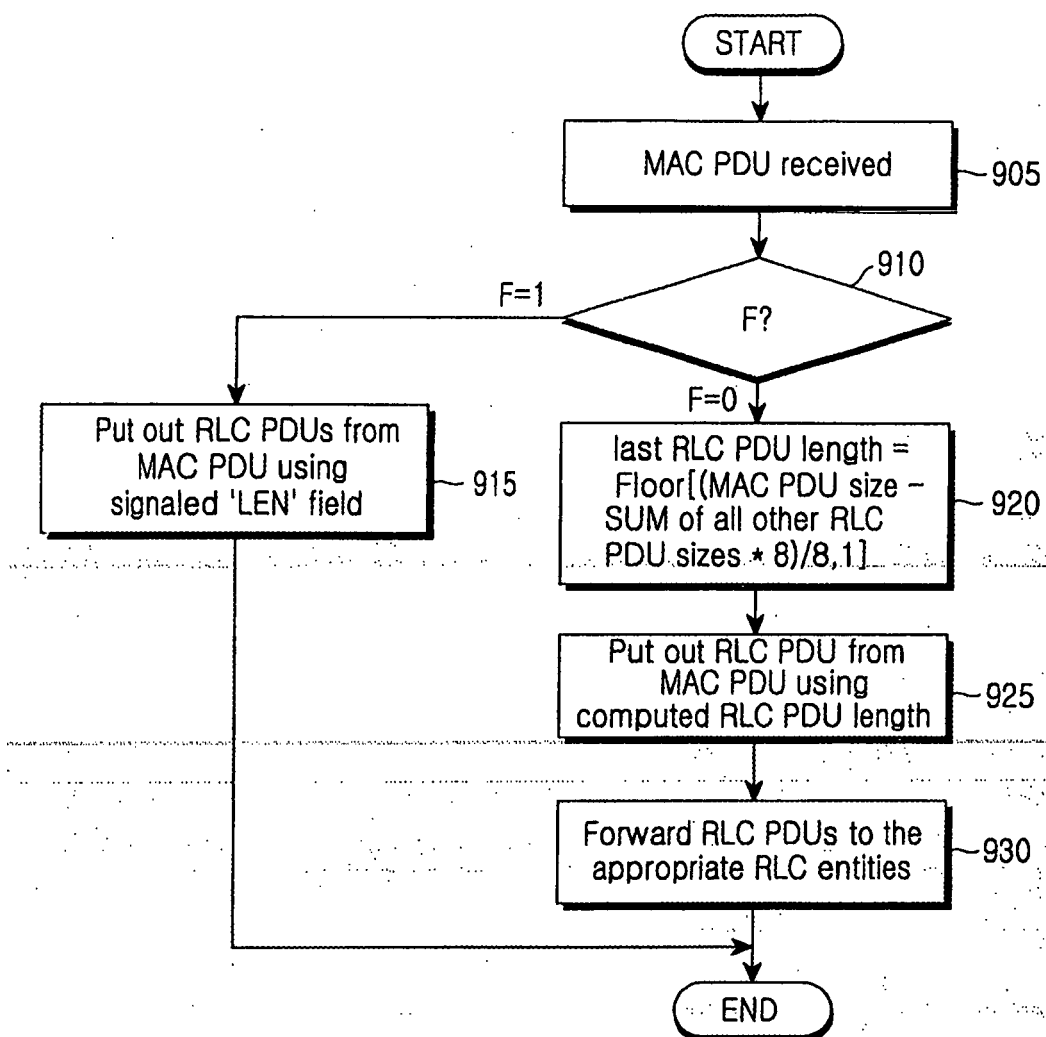 START
MAC PDU received
905
910
F=1
F?
F=0
Put out RLC PDUs from
MAC PDU using
signaled 'LEN' field
915
last RLC PDU length =
Floor[(MAC PDU size –
SUM of all other RLC
PDU sizes * 8)/8,1]
920
Put out RLC PDU from
MAC PDU using
computed RLC PDU length
925
Forward RLC PDUs to the
appropriate RLC entities
930
END